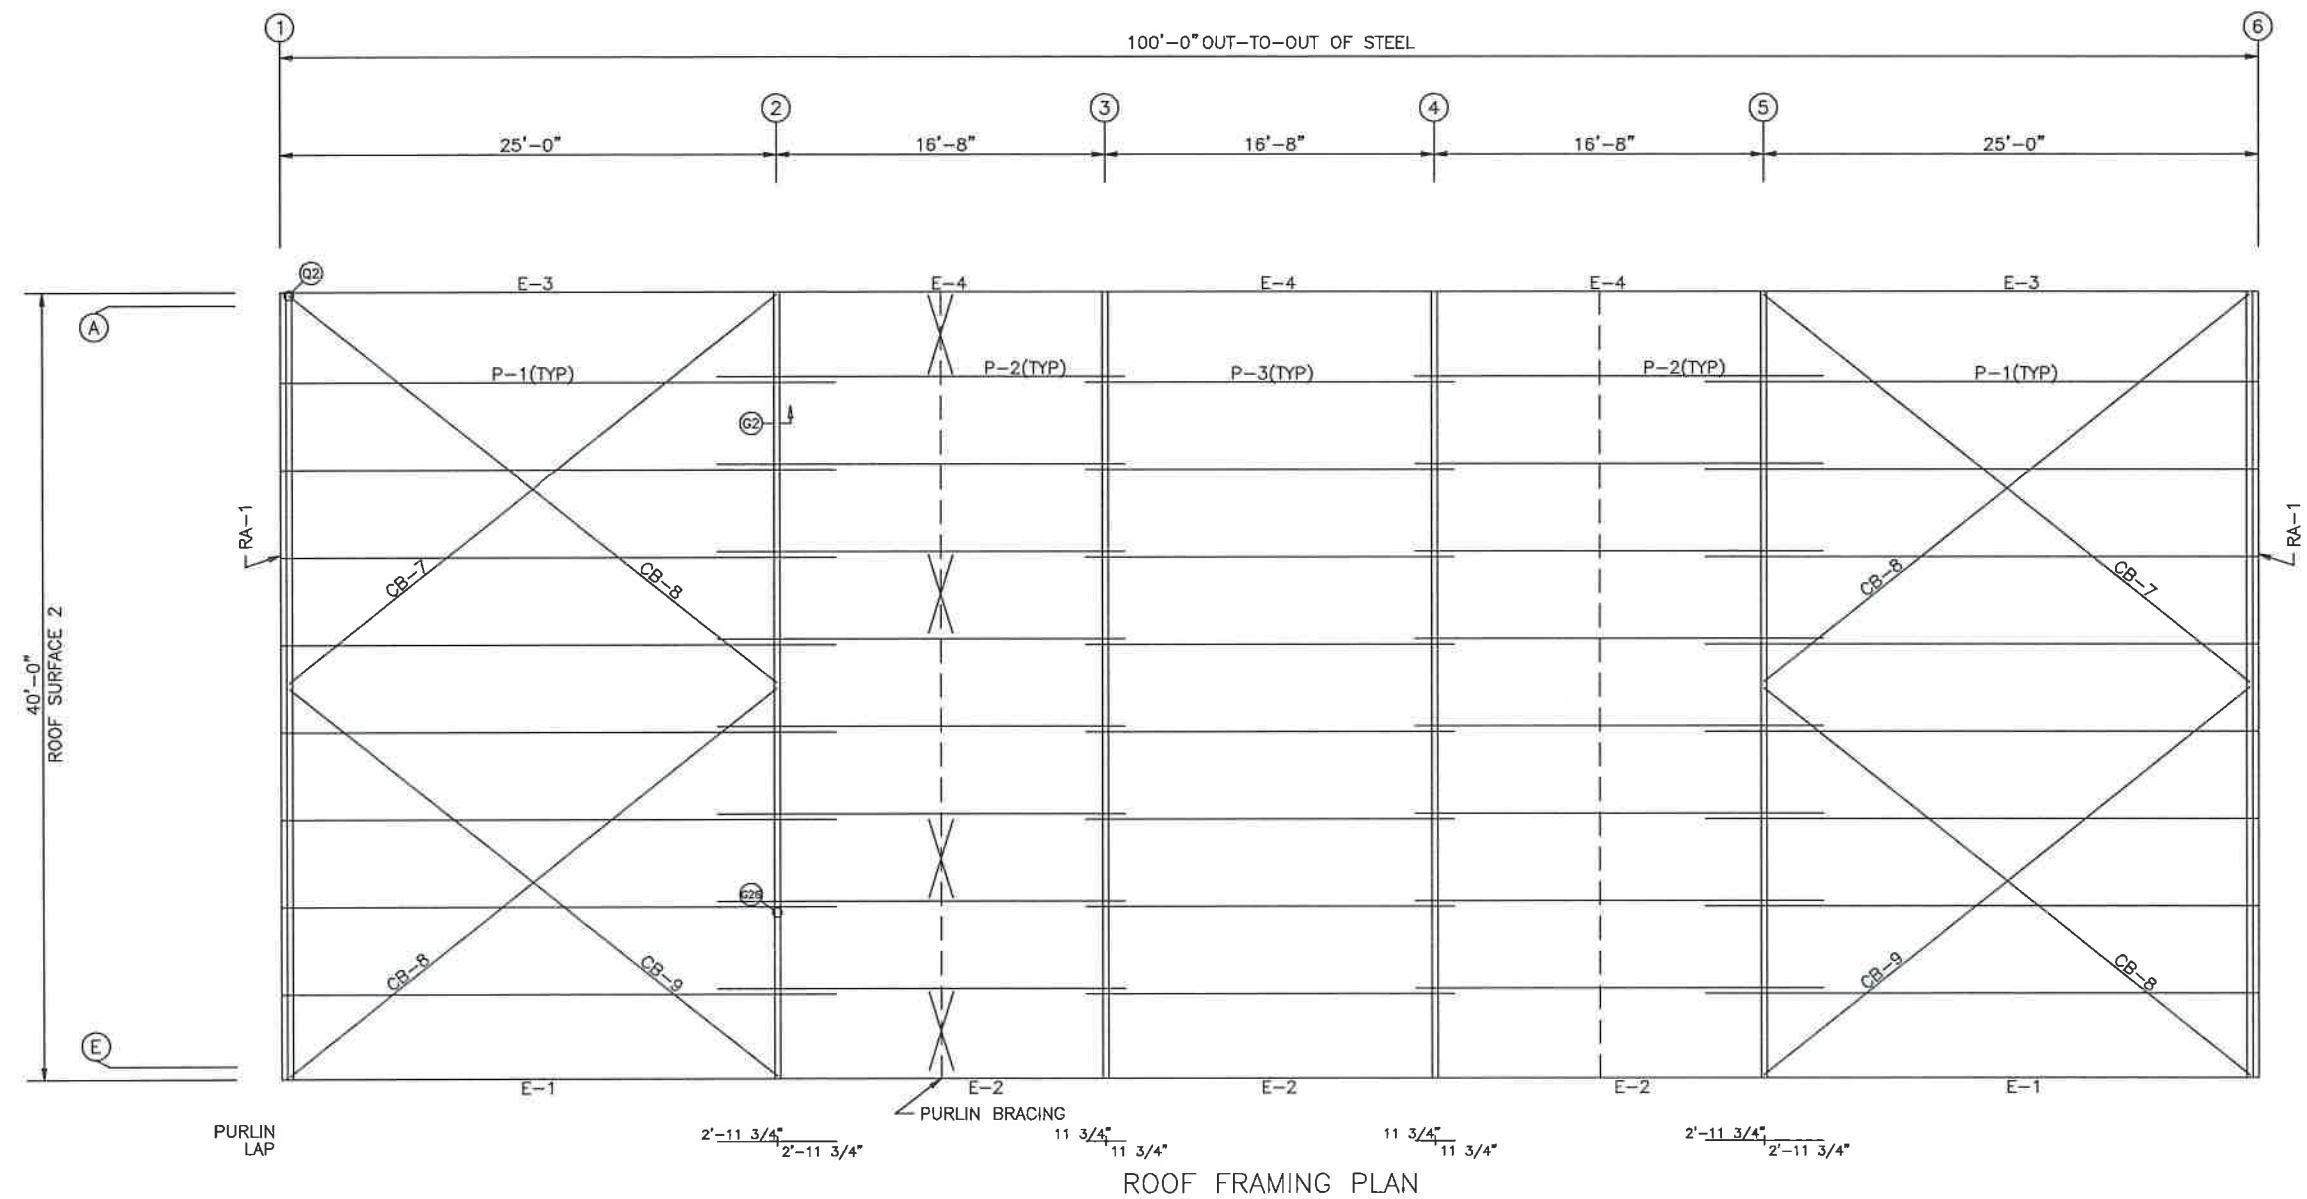 1
6
100'-0" OUT-TO-OUT OF STEEL
2
3
4
5
25'-0"
16'-8"
16'-8"
16'-8"
25'-0"
Q2
E-3
E-4
E-4
E-4
E-3
A
P-1(TYP)
P-2(TYP)
P-3(TYP)
P-2(TYP)
P-1(TYP)
G2
RA-1
RA-1
CB-7
CB-8
CB-8
CB-7
40'-0"
ROOF SURFACE 2
G26
CB-8
CB-9
CB-9
CB-8
E
E-1
E-2
E-2
E-2
E-1
PURLIN BRACING
PURLIN
LAP
2'-11 3/4"
2'-11 3/4"
11 3/4"
11 3/4"
11 3/4"
11 3/4"
2'-11 3/4"
2'-11 3/4"
ROOF FRAMING PLAN